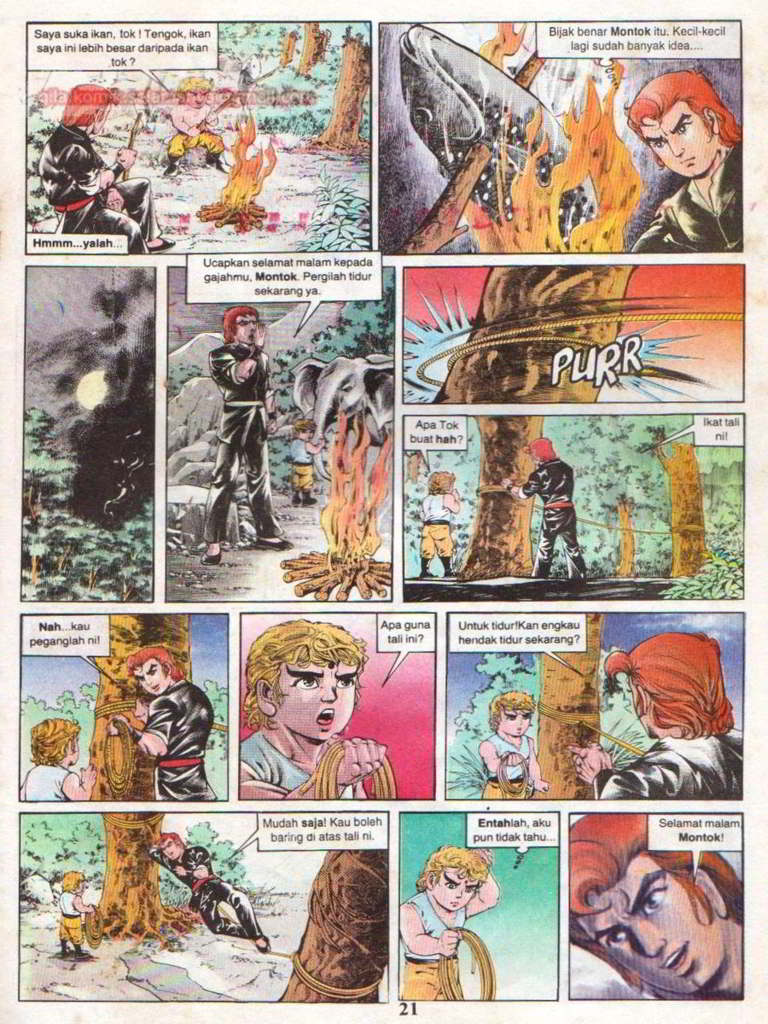 Saya suka ikan, tok ! Tengok, ikan
saya ini lebih besar daripada ikan
tok ?
Hmmm...yalah...
Bijak benar Montok itu. Kecil-kecil
lagi sudah banyak idea....
Ucapkan selamat malam kepada
gajahmu, Montok. Pergilah tidur
sekarang ya.
PURR
Apa Tok
buat hah?
Ikat tali
ni!
Nah...kau
peganglah ni!
Apa guna
tali ini?
Untuk tidur!Kan engkau
hendak tidur sekarang?
Mudah saja! Kau boleh
baring di atas tali ni.
Entahlah, aku
pun tidak tahu...
Selamat malam,
Montok!
21